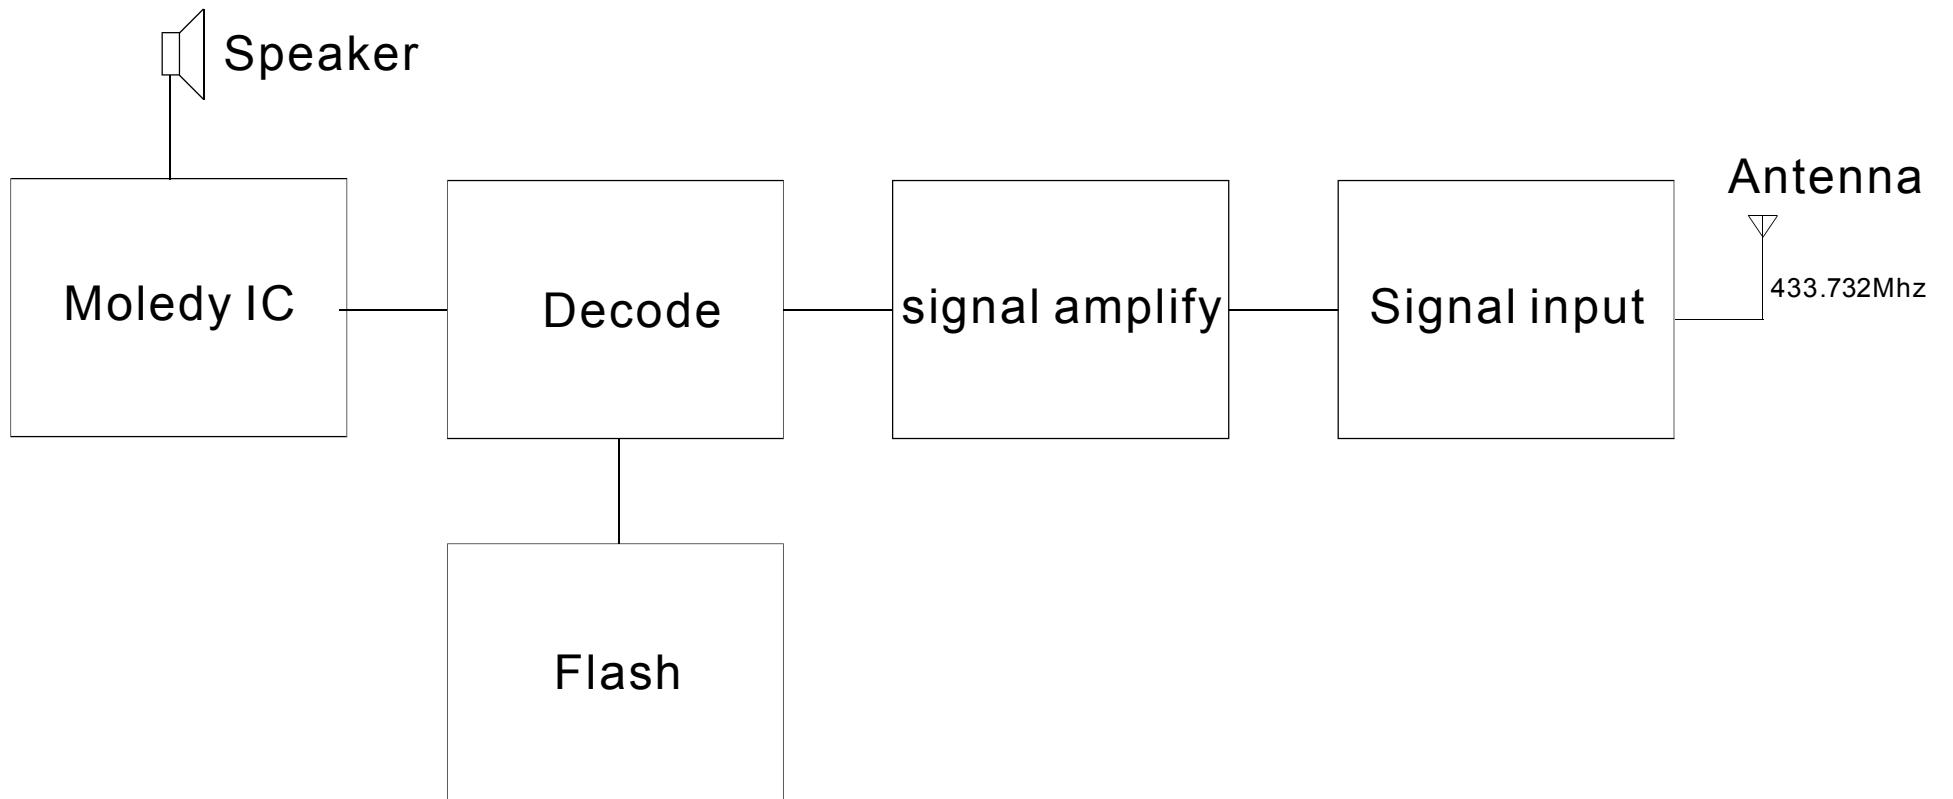 Speaker
Antenna
Moledy IC
Decode
signal amplify
Signal input
433.732Mhz
Flash